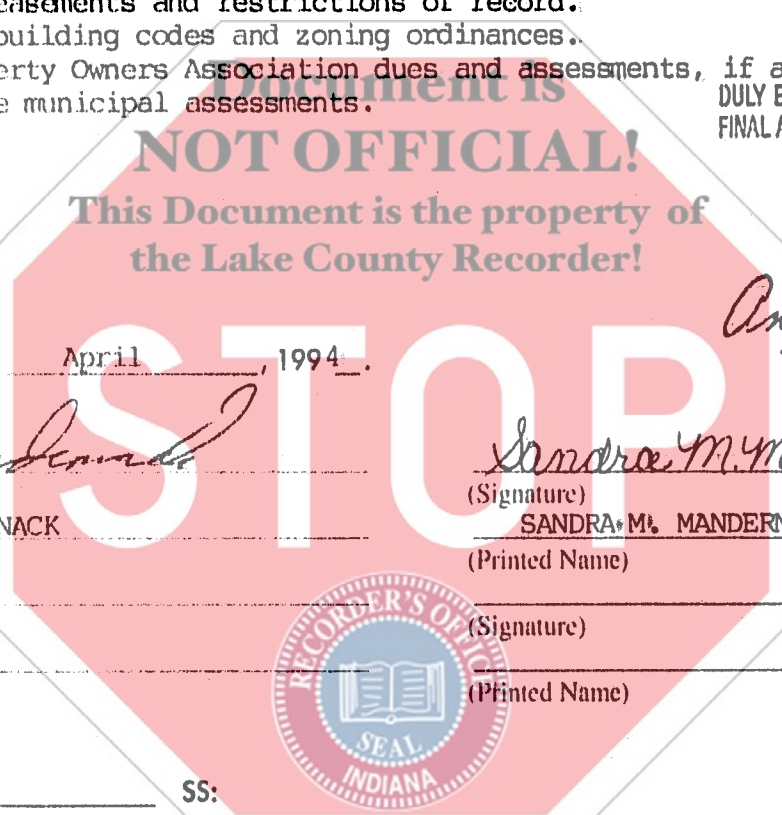 easements and restrictions of record.
building codes and zoning ordinances.
erty Owners Association dues and assessments, if a
e municipal assessments.
DULY E
FINAL A
Document is
NOT OFFICIAL!
This Document is the property of
the Lake County Recorder!
STOP
An
April , 1994 .
Sandra M. M
(Signature)
NACK
SANDRA M. MANDERN
(Printed Name)
(Signature)
(Printed Name)
RECORDER'S OFFICE
SEAL
INDIANA
SS: